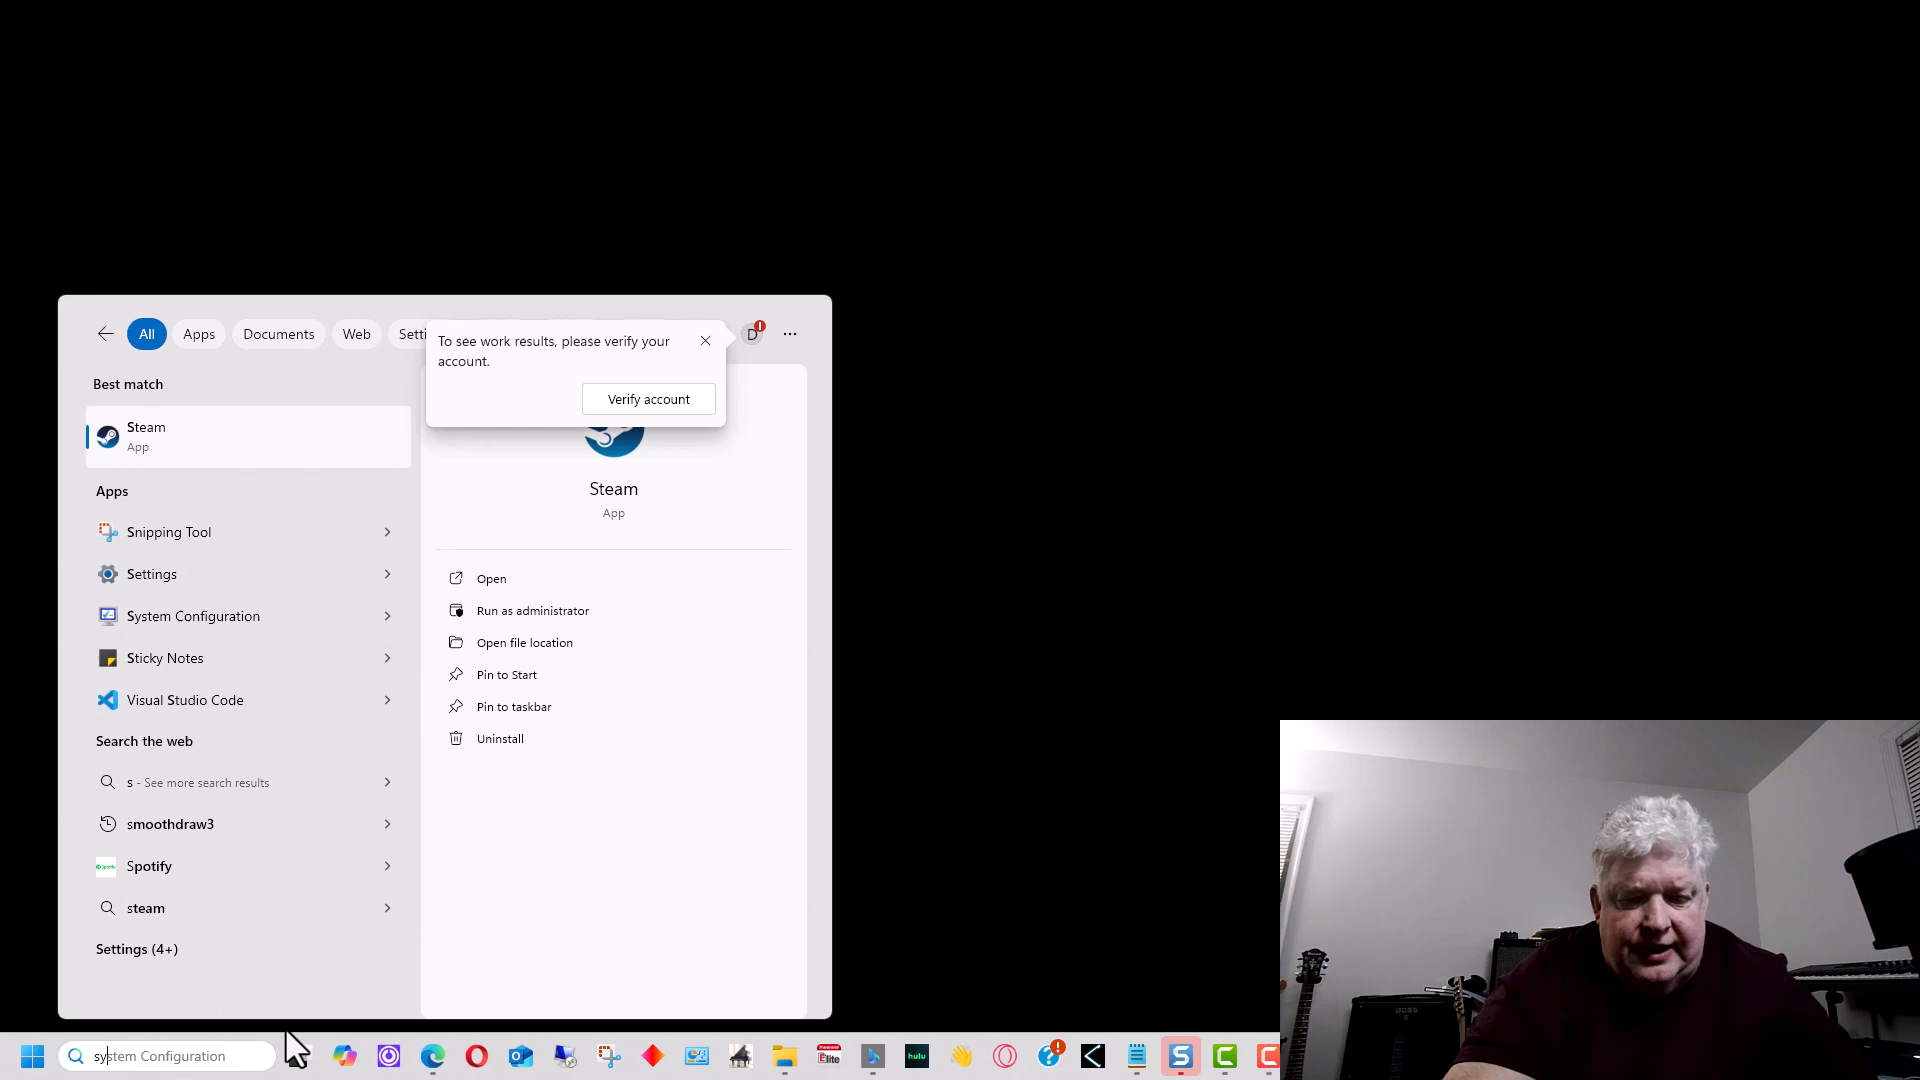 All
Apps
Documents
Web
Setti
To see work results, please verify your
account.
Verify account
D
Best match
Steam
App
Apps
Snipping Tool
Settings
System Configuration
Sticky Notes
Visual Studio Code
Search the web
s - See more search results
smoothdraw3
Spotify
steam
Settings (4+)
Steam
App
Open
Run as administrator
Open file location
Pin to Start
Pin to taskbar
Uninstall
system Configuration
hulu
Elite
BOSS